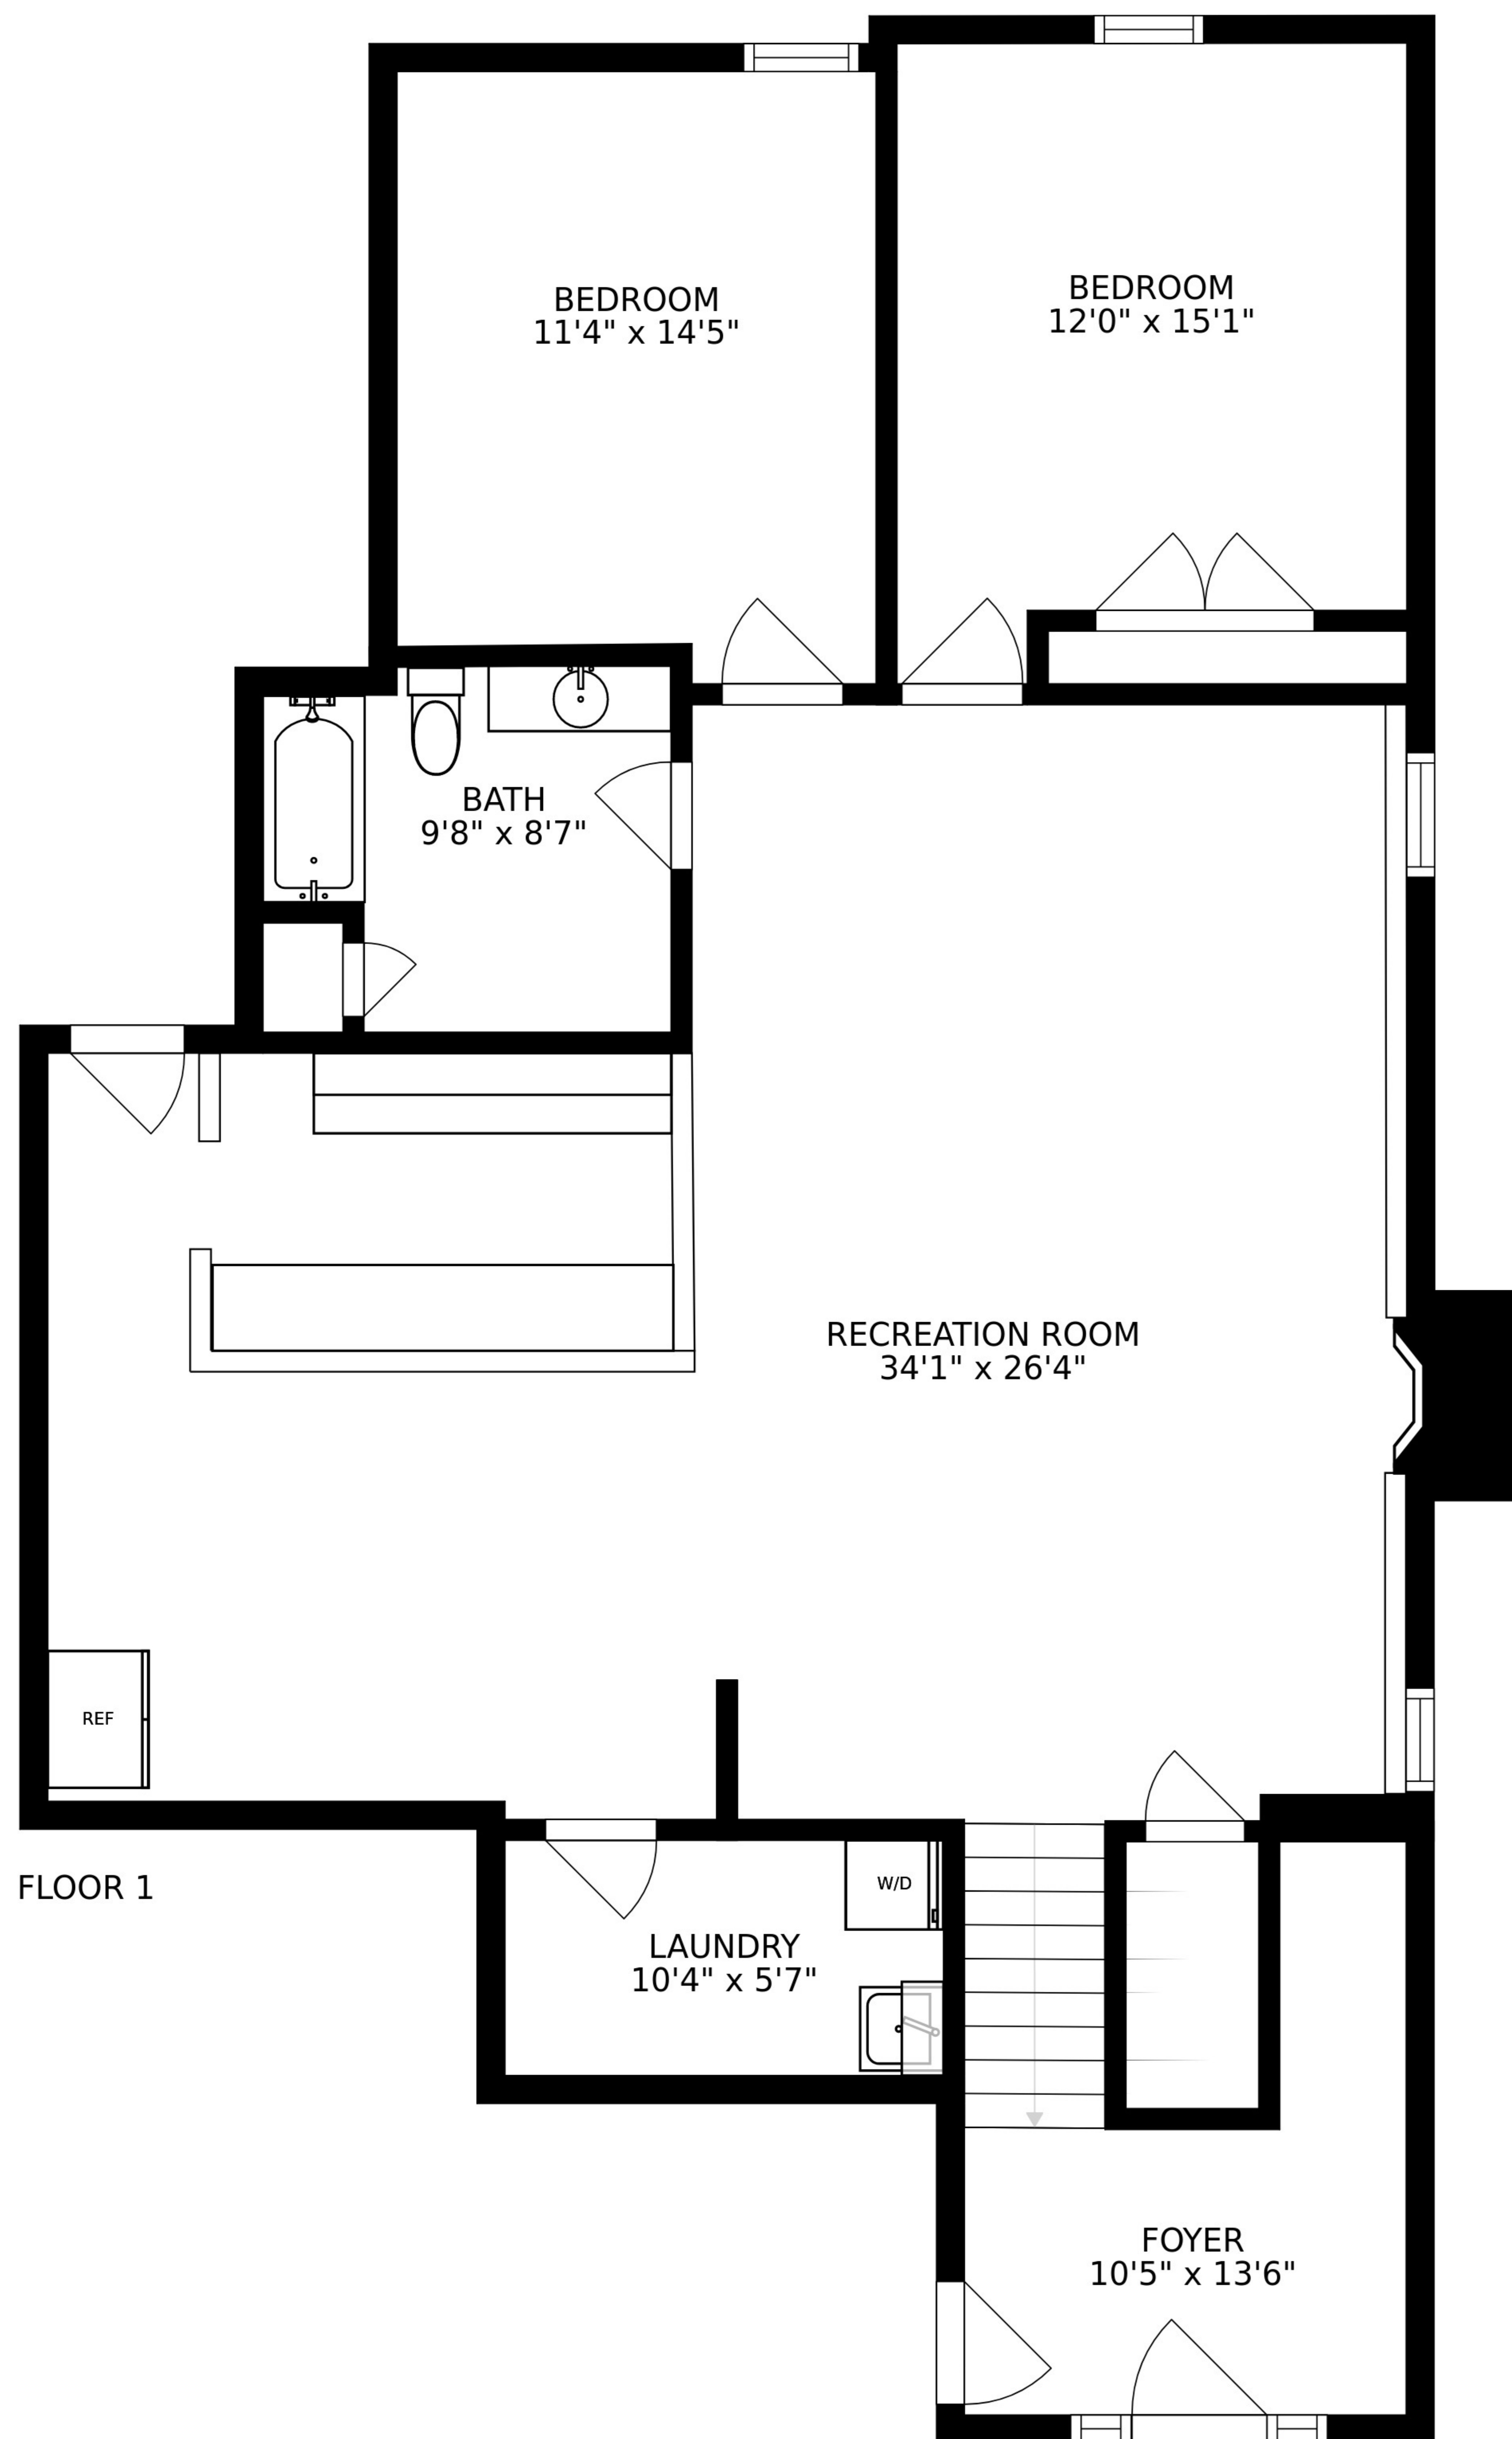 BEDROOM
11'4" x 14'5"
BEDROOM
12'0" x 15'1"
BATH
9'8" x 8'7"
RECREATION ROOM
34'1" x 26'4"
REF
FLOOR 1
W/D
LAUNDRY
10'4" x 5'7"
FOYER
10'5" x 13'6"